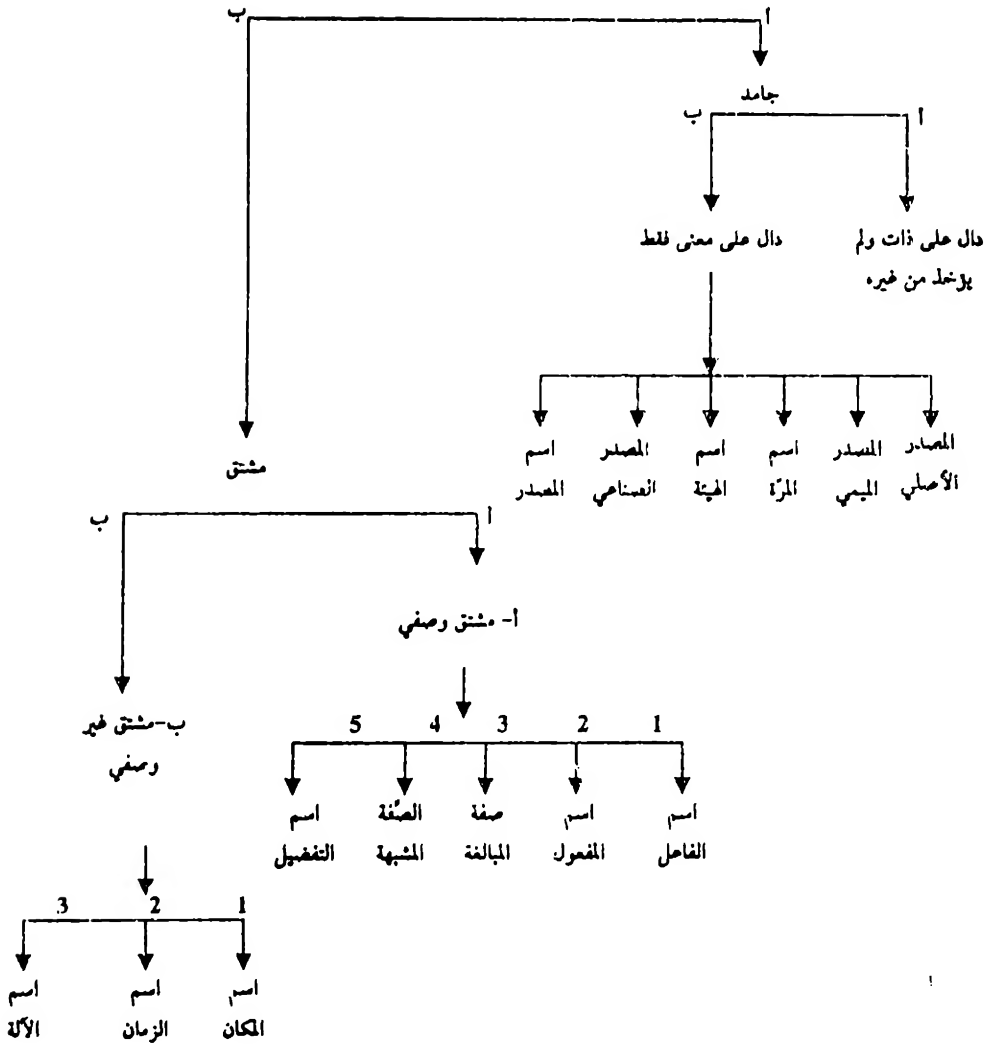 أ ب
جامد
أ ب
دال على ذات ولم
يؤخذ من غيره
دال على معنى فقط
المصدر
الأصلي
المصدر
الميمي
اسم
المرّة
اسم
الهيئة
المصدر
الصناعي
اسم
المصدر
مشتق
أ ب
أ- مشتق وصفي
1 2 3 4 5
اسم
الفاعل
اسم
المفعول
صفة
المبالغة
الصّفة
المشبهة
اسم
التفضيل
ب-مشتق غير
وصفي
1 2 3
اسم
المكان
اسم
الزمان
اسم
الآلة